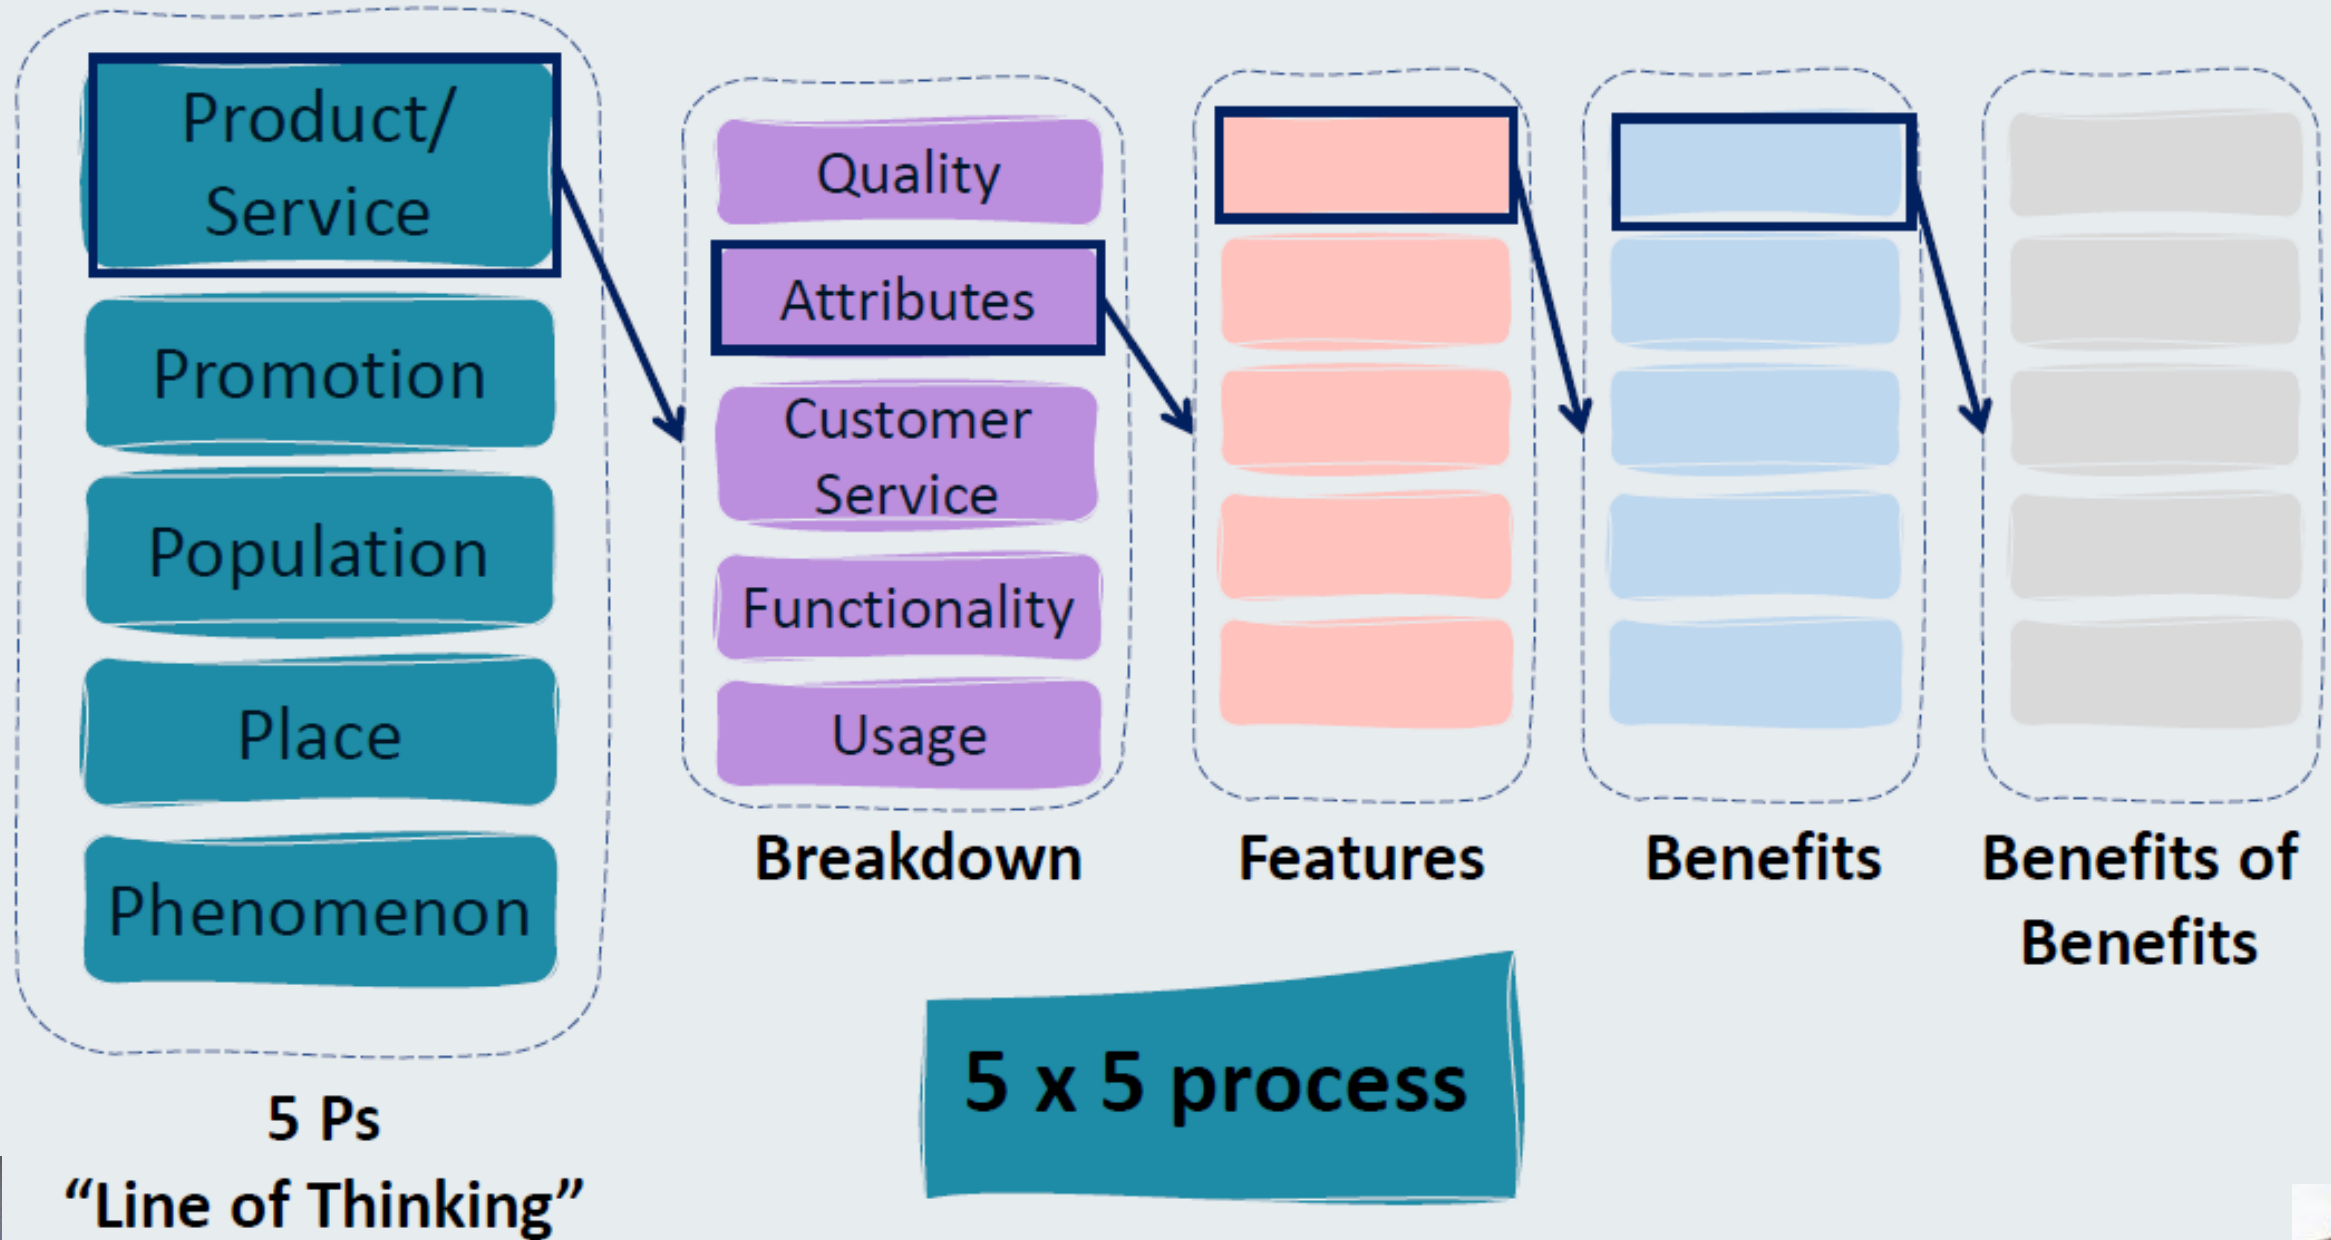 Product/
Service
Promotion
Population
Place
Phenomenon
5 Ps
“Line of Thinking”
Quality
Attributes
Customer
Service
Functionality
Usage
Breakdown
Features
Benefits
Benefits of
Benefits
5 x 5 process